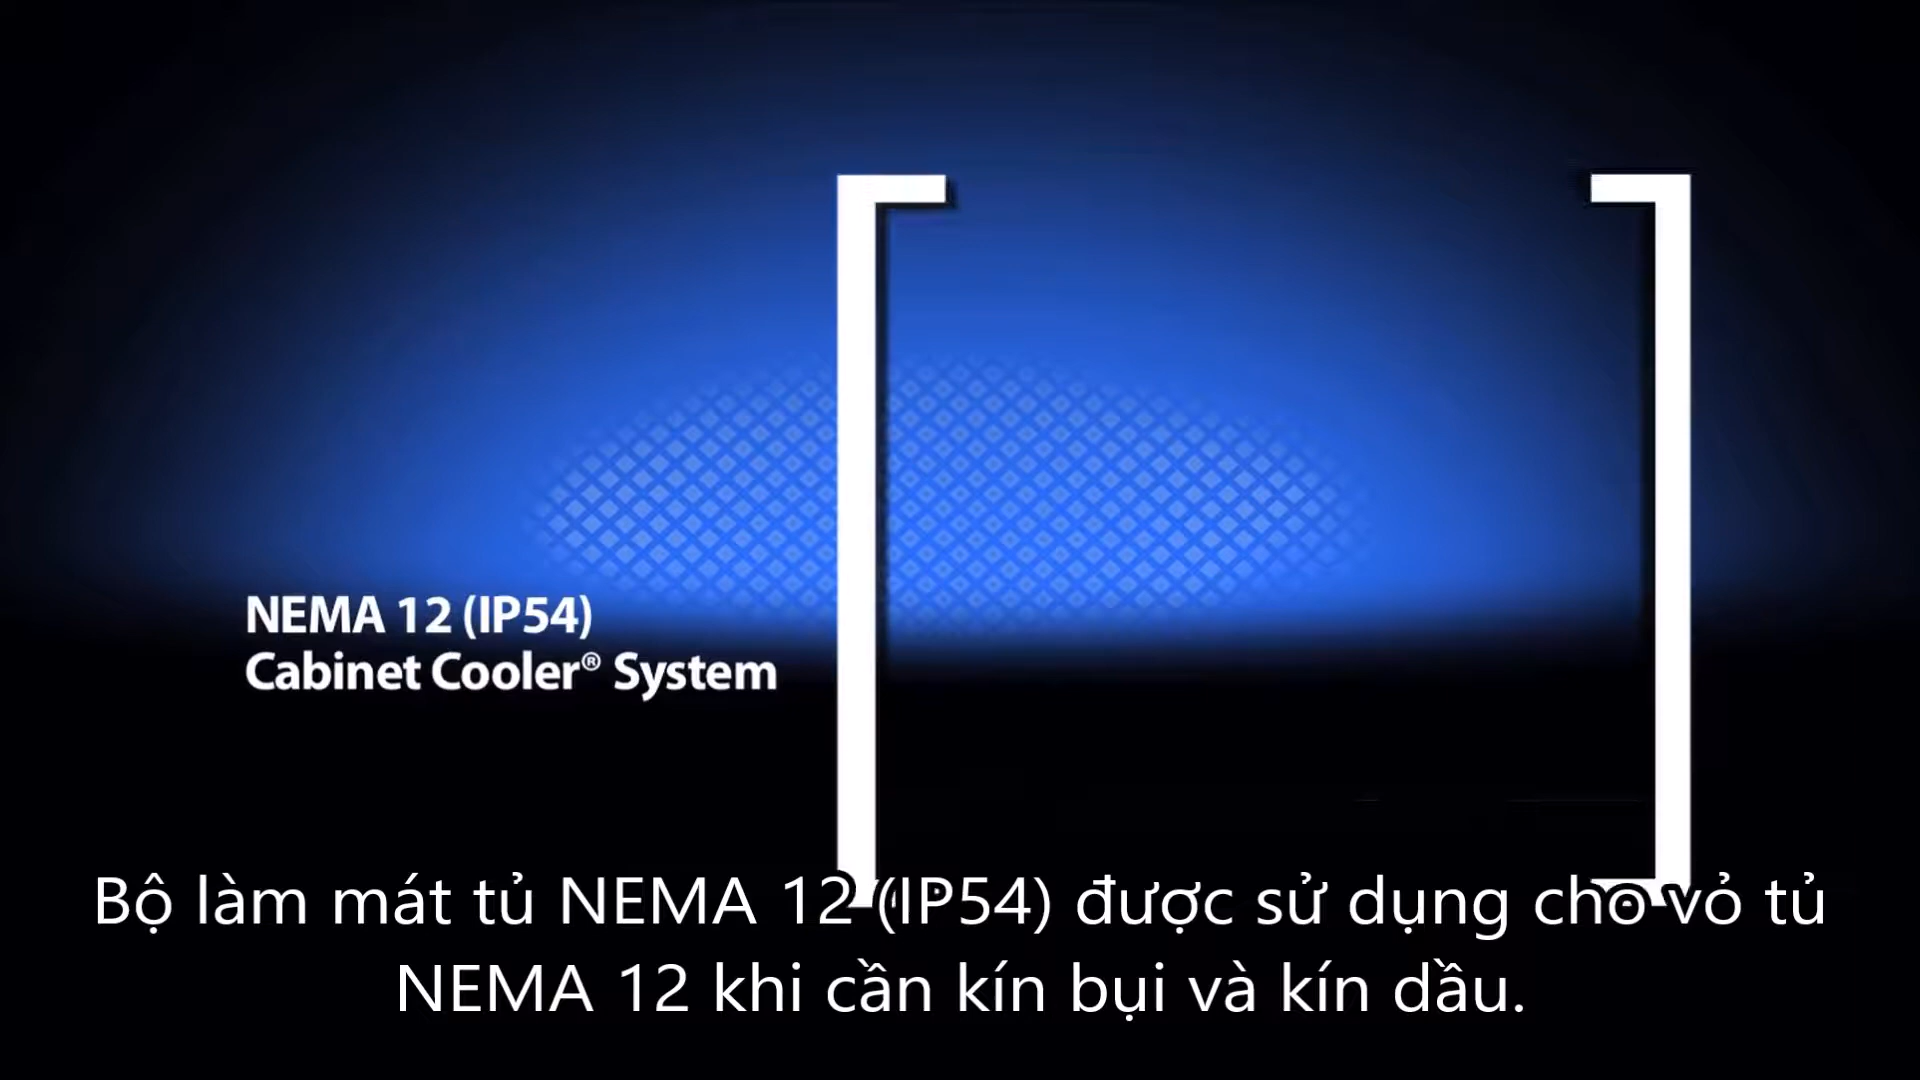 NEMA 12 (IP54)
Cabinet Cooler® System
Bộ làm mát tủ NEMA 12 (IP54) được sử dụng cho vỏ tủ
NEMA 12 khi cần kín bụi và kín dầu.